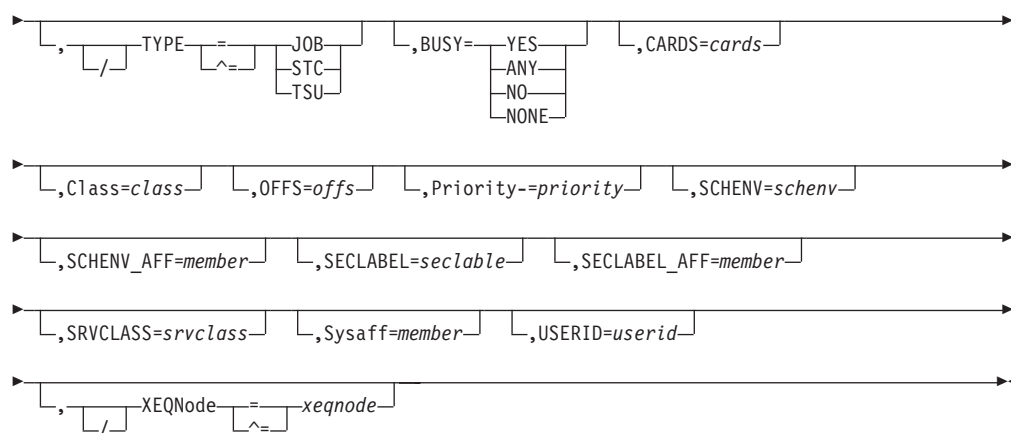 , / TYPE = JOB ,BUSY= YES ,CARDS=cards
^= STC ANY
TSU NO
NONE
,Class=class ,OFFS=offs ,Priority-=priority ,SCHENV=schenv
,SCHENV_AFF=member ,SECLABEL=seclable ,SECLABEL_AFF=member
,SRVCLASS=srvclass ,Sysaff=member ,USERID=userid
, / XEQNode = xeqnode
^=